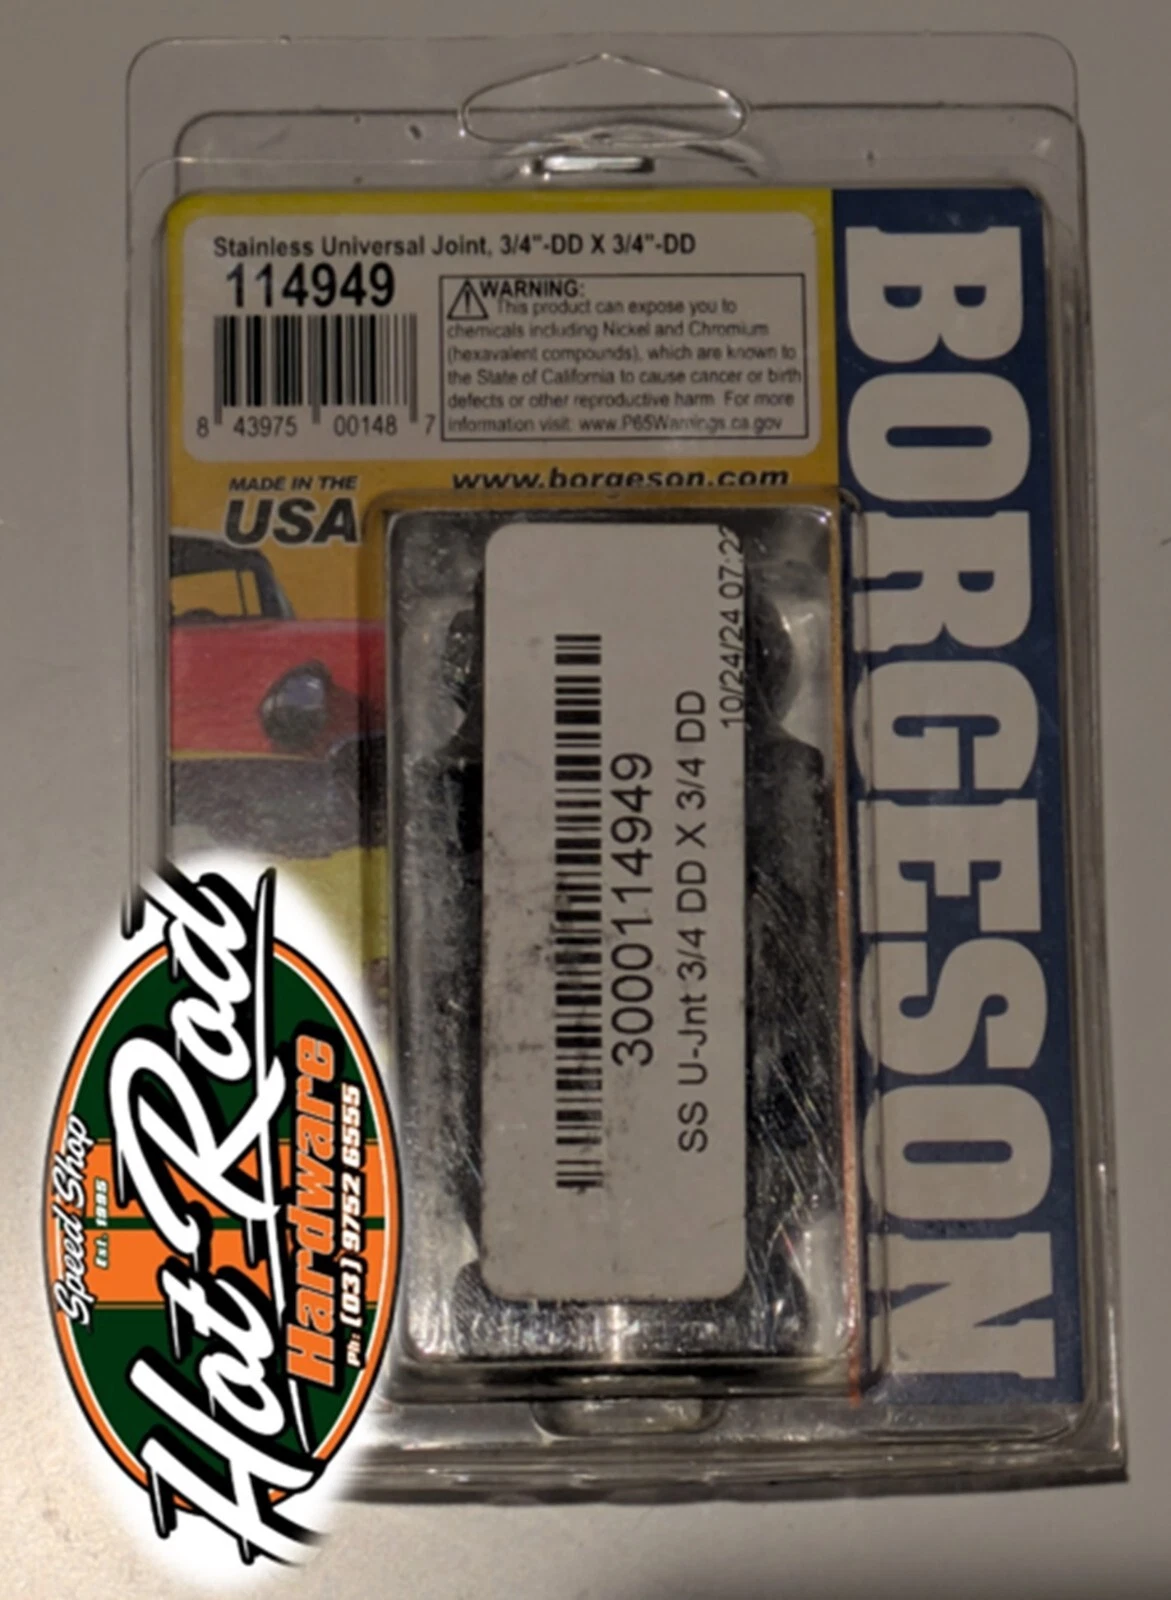 Stainless Universal Joint, 3/4"-DD X 3/4"-DD
114949
8 43975 00148 7
WARNING:
This product can expose you to
chemicals including Nickel and Chromium
(hexavalent compounds), which are known to
the State of California to cause cancer or birth
defects or other reproductive harm. For more
information visit: www.P65Warnings.ca.gov
MADE IN THE
USA
www.borgeson.com
BORGESON
3000114949
SS U-Jnt 3/4 DD X 3/4 DD
10/24/24 07:22
Speed Shop
Est. 1995
Hot Rod
Hardware
Ph: (03) 9752 6555